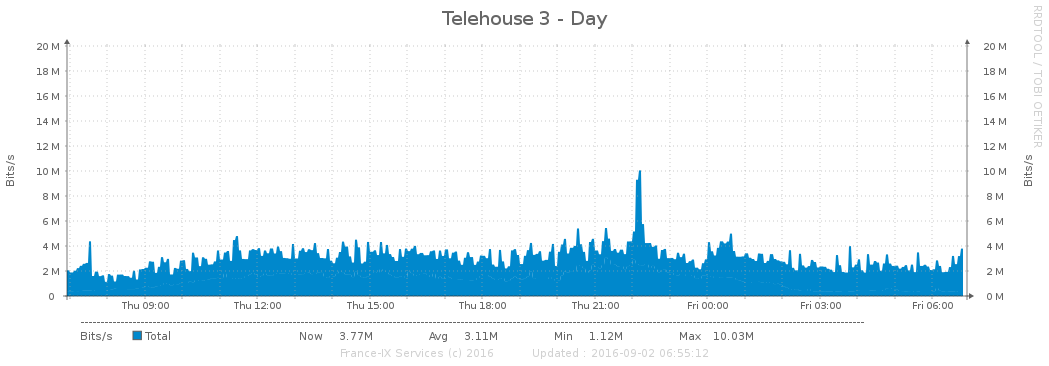 Telehouse 3 - Day
RRDTOOL / TOBI OETIKER
Bits/s
20 M 20 M
18 M 18 M
16 M 16 M
14 M 14 M
12 M 12 M
10 M 10 M
8 M 8 M
6 M 6 M
4 M 4 M
2 M 2 M
0 0 M
Bits/s
Thu 09:00 Thu 12:00 Thu 15:00 Thu 18:00 Thu 21:00 Fri 00:00 Fri 03:00 Fri 06:00
Bits/s Total Now 3.77M Avg 3.11M Min 1.12M Max 10.03M
France-IX Services (c) 2016 Updated : 2016-09-02 06:55:12